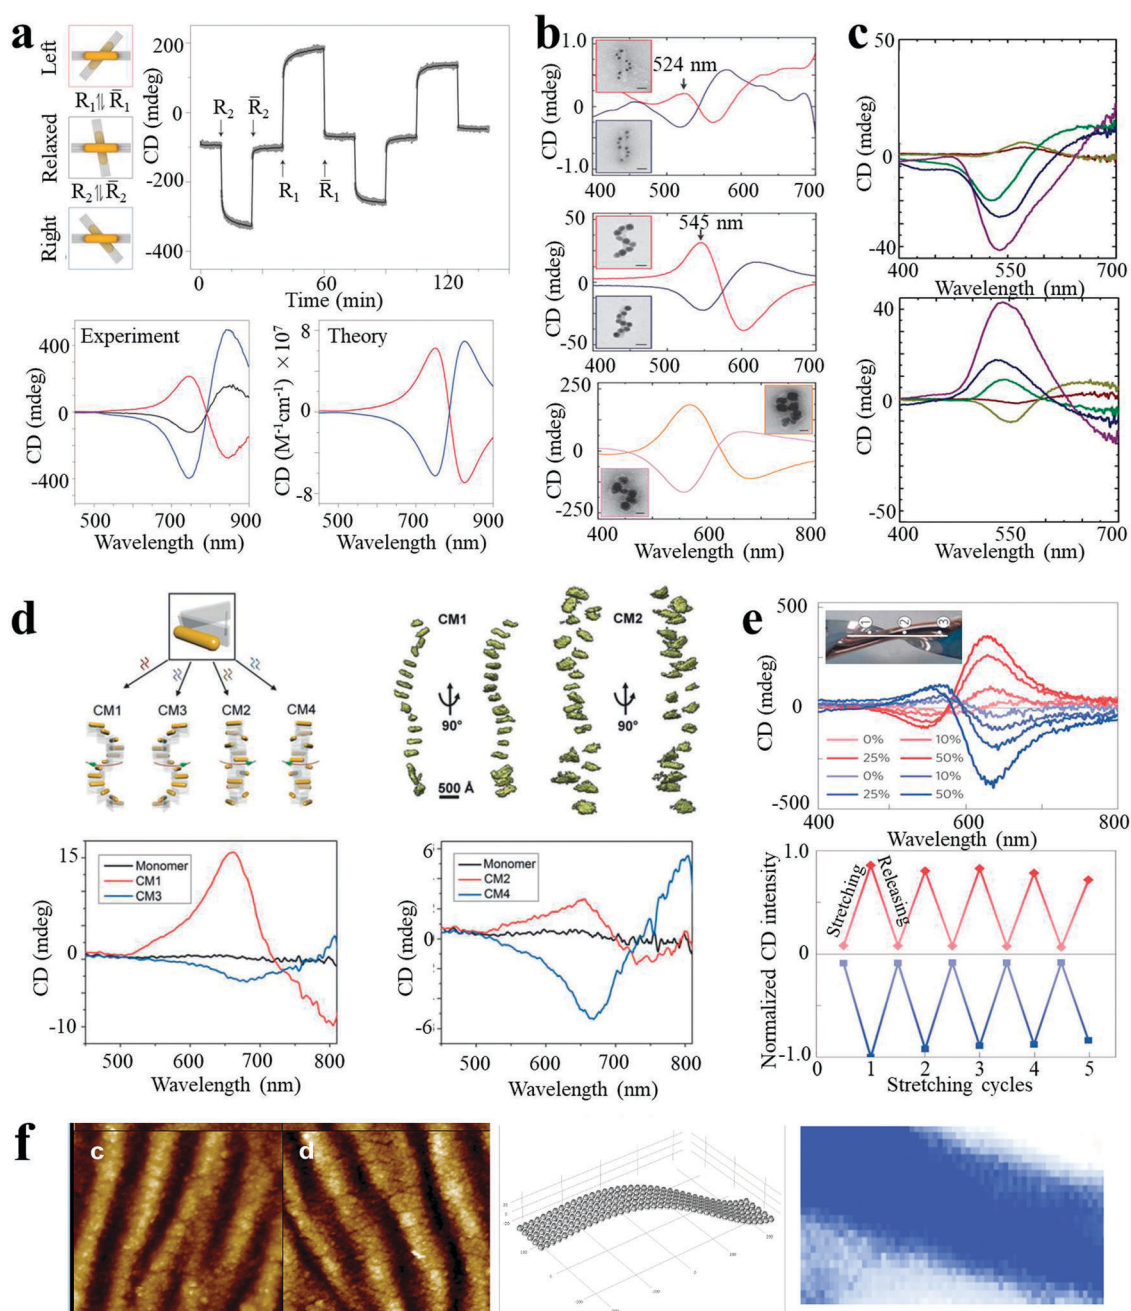 a
Left
R1⇌R̄1
Relaxed
R2⇌R̄2
Right
CD (mdeg)
200
0
-200
-400
R2
R̄2
R1
R̄1
0
60
120
Time (min)
Experiment
CD (mdeg)
400
0
-400
500
700
900
Wavelength (nm)
Theory
CD (M-1cm-1) × 107
8
0
-8
500
700
900
Wavelength (nm)
b
CD (mdeg)
1.0
0
-1.0
524 nm
400
500
600
700
CD (mdeg)
50
0
-50
545 nm
400
500
600
700
CD (mdeg)
250
0
-250
400
600
800
Wavelength (nm)
c
CD (mdeg)
50
0
-40
400
550
700
Wavelength (nm)
CD (mdeg)
40
0
-50
400
550
700
Wavelength (nm)
d
CM1
CM3
CM2
CM4
CM1
90°
500 Å
CM2
90°
CD (mdeg)
15
0
-10
Monomer
CM1
CM3
500
600
700
800
Wavelength (nm)
CD (mdeg)
6
0
-6
Monomer
CM2
CM4
500
600
700
800
Wavelength (nm)
e
CD (mdeg)
500
0
-500
1
2
3
0%
10%
25%
50%
0%
10%
25%
50%
400
600
800
Wavelength (nm)
Normalized CD intensity
1.0
0
-1.0
Stretching
Releasing
0
1
2
3
4
5
Stretching cycles
f
c
d